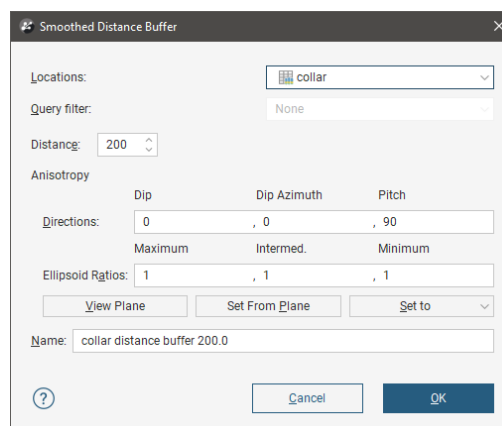 Smoothed Distance Buffer
Locations: collar
Query filter: None
Distance: 200
Anisotropy
Dip Dip Azimuth Pitch
Directions: 0 , 0 , 90
Maximum Intermed. Minimum
Ellipsoid Ratios: 1 , 1 , 1
View Plane Set From Plane Set to
Name: collar distance buffer 200.0
? Cancel OK